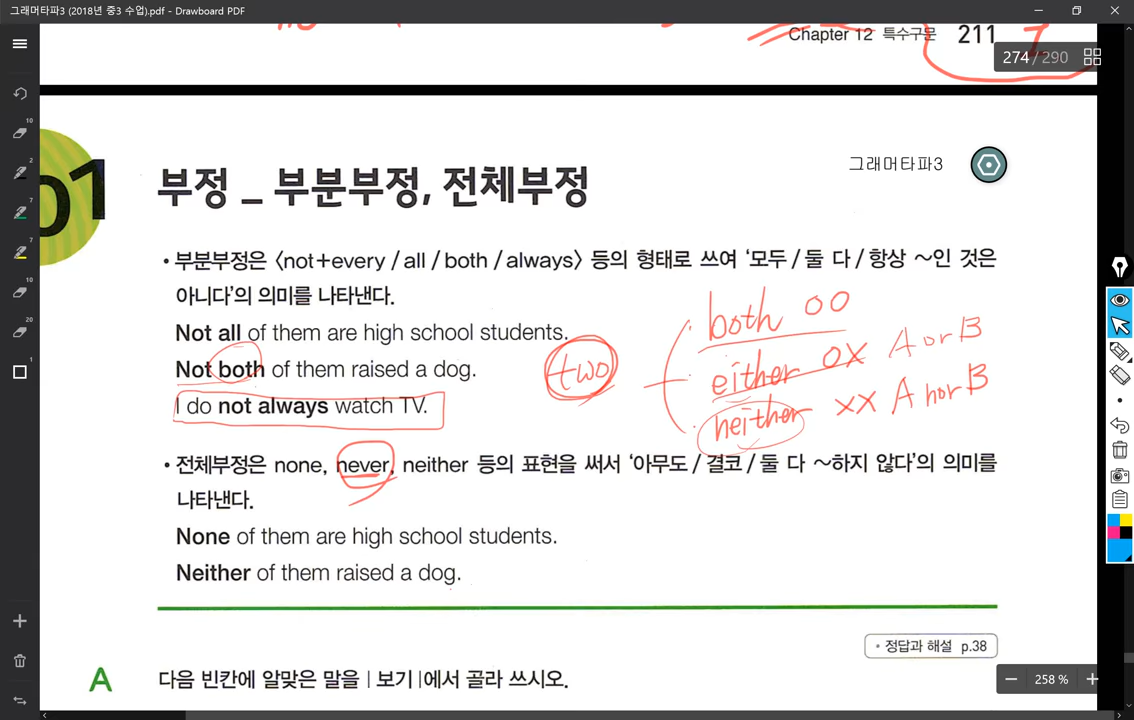 그래머타파3 (2018년 중3 수업).pdf - Drawboard PDF
Chapter 12 특수구문 211
274 / 290
01
부정 _ 부분부정, 전체부정
그래머타파3
• 부분부정은 〈not+every / all / both / always〉 등의 형태로 쓰여 '모두 / 둘 다 / 항상 ~인 것은
아니다'의 의미를 나타낸다.
Not all of them are high school students.
Not both of them raised a dog.
I do not always watch TV.
two
both OO
either OX A or B
neither XX A nor B
• 전체부정은 none, never, neither 등의 표현을 써서 '아무도 / 결코 / 둘 다 ~하지 않다'의 의미를
나타낸다.
None of them are high school students.
Neither of them raised a dog.
• 정답과 해설 p.38
A 다음 빈칸에 알맞은 말을 | 보기 |에서 골라 쓰시오.
258 %
10
2
7
7
10
20
1